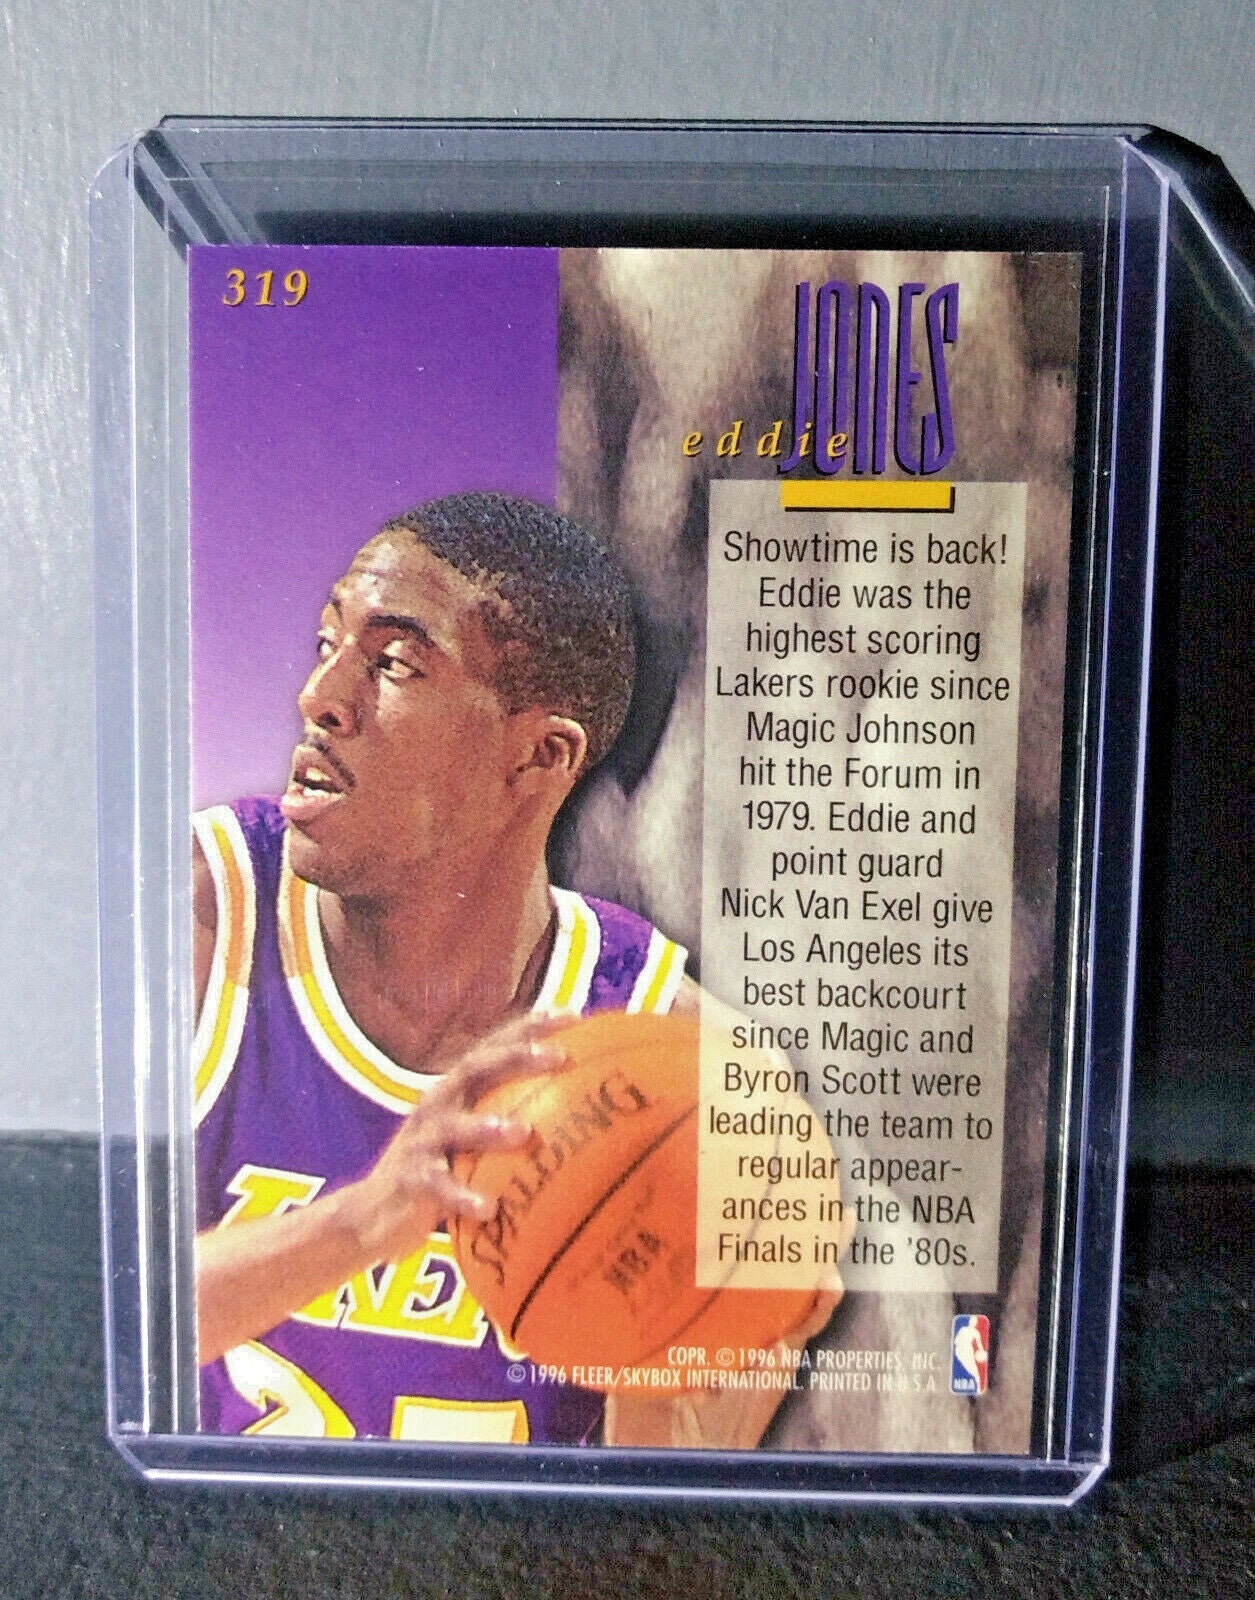 319
JONES
eddie
Showtime is back!
Eddie was the
highest scoring
Lakers rookie since
Magic Johnson
hit the Forum in
1979. Eddie and
point guard
Nick Van Exel give
Los Angeles its
best backcourt
since Magic and
Byron Scott were
leading the team to
regular appear-
ances in the NBA
Finals in the '80s.
SPALDING
NBA
COPR. © 1996 NBA PROPERTIES, INC.
© 1996 FLEER/SKYBOX INTERNATIONAL. PRINTED IN U.S.A.
NBA